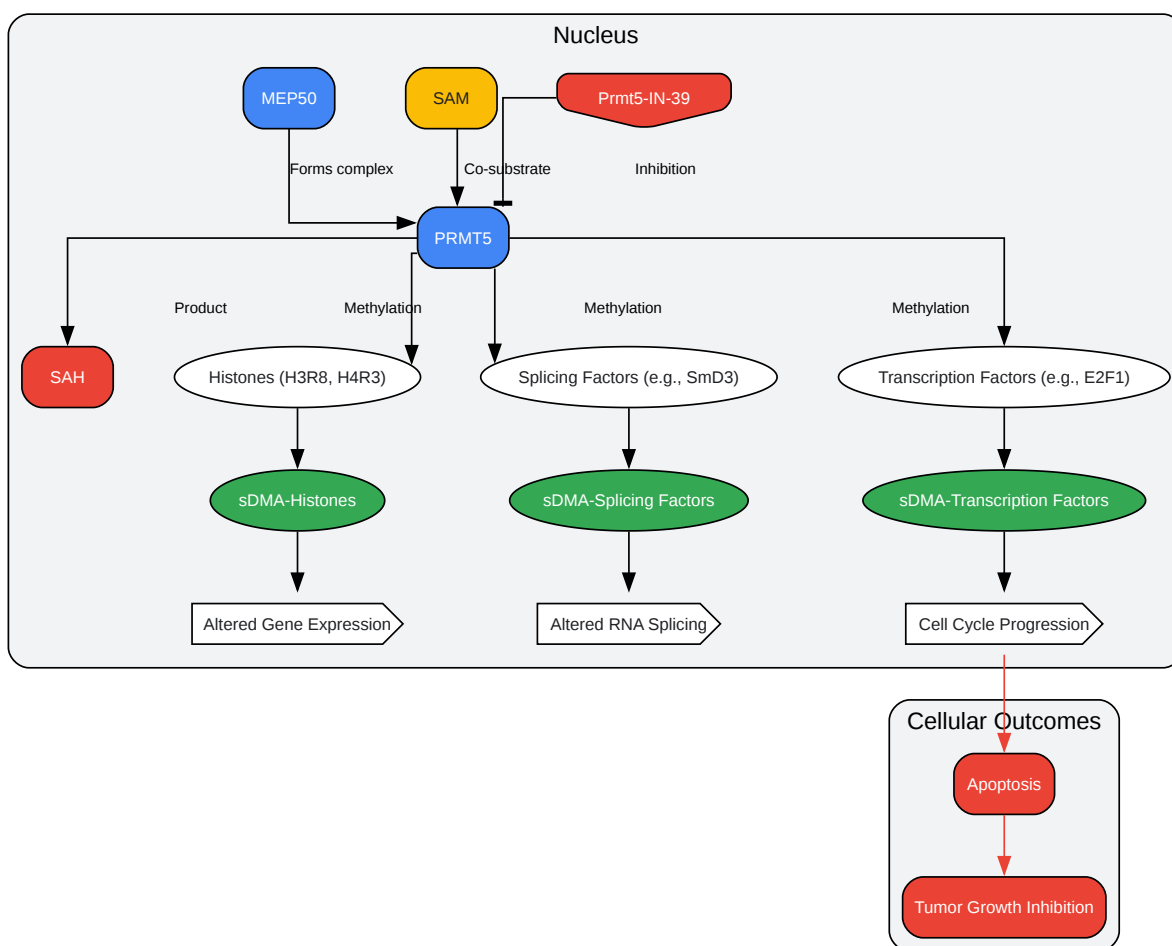 Nucleus
MEP50
SAM
Prmt5-IN-39
Forms complex
Co-substrate
Inhibition
PRMT5
Product
Methylation
Methylation
Methylation
SAH
Histones (H3R8, H4R3)
Splicing Factors (e.g., SmD3)
Transcription Factors (e.g., E2F1)
sDMA-Histones
sDMA-Splicing Factors
sDMA-Transcription Factors
Altered Gene Expression
Altered RNA Splicing
Cell Cycle Progression
Cellular Outcomes
Apoptosis
Tumor Growth Inhibition